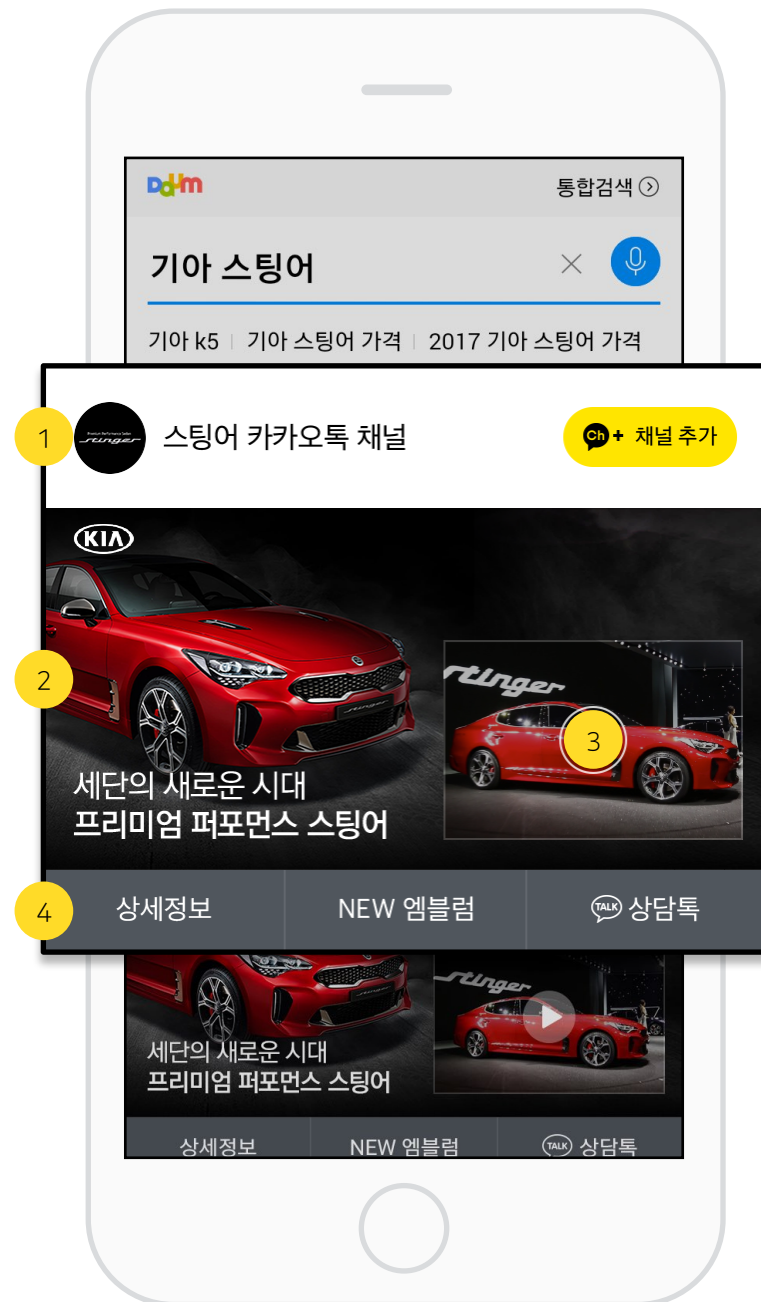 Daum
통합검색
기아 스팅어
기아 k5 | 기아 스팅어 가격 | 2017 기아 스팅어 가격
1
Premium Performance Sedan
stinger
스팅어 카카오톡 채널
Ch+ 채널 추가
KIA
2
stinger
3
세단의 새로운 시대
프리미엄 퍼포먼스 스팅어
4
상세정보
NEW 엠블럼
TALK 상담톡
stinger
세단의 새로운 시대
프리미엄 퍼포먼스 스팅어
상세정보
NEW 엠블럼
TALK 상담톡